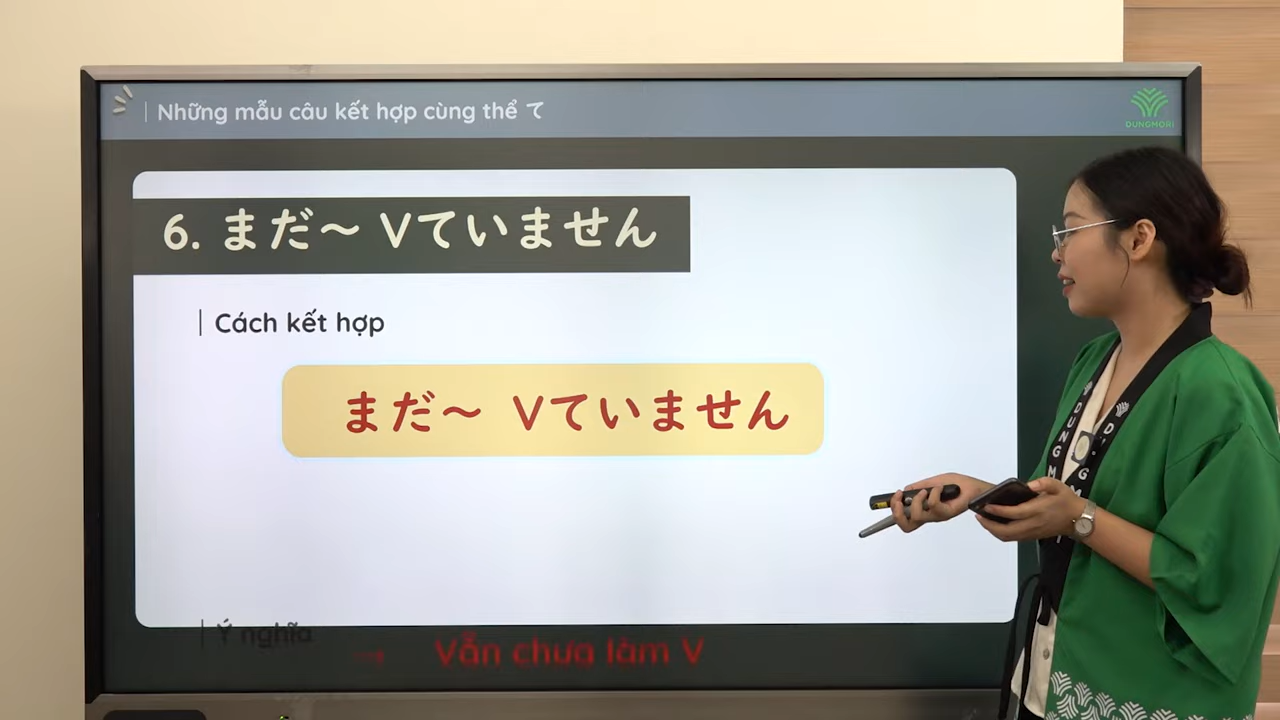 Những mẫu câu kết hợp cùng thể て
DUNGMORI
6. まだ～ Vていません
Cách kết hợp
まだ～ Vていません
Ý nghĩa
→ Vẫn chưa làm V
DUNG M
D
G